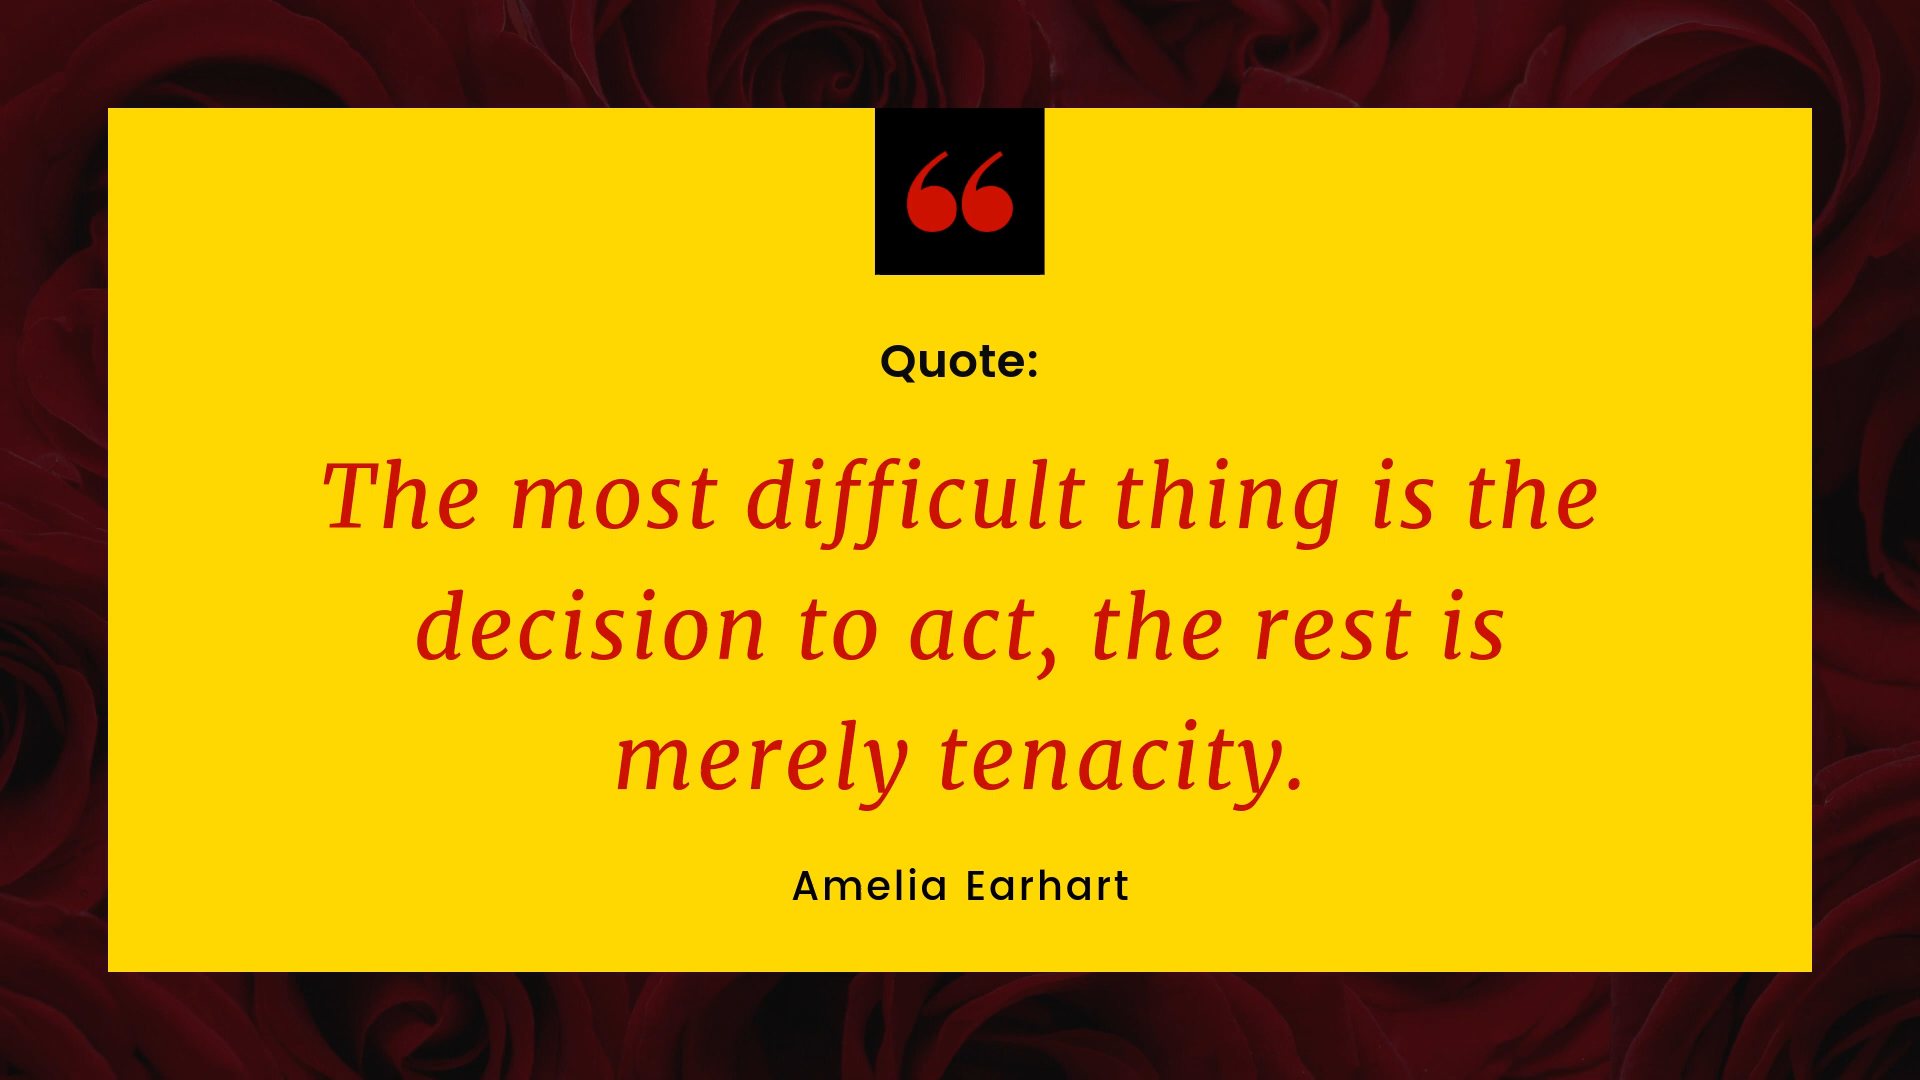 “
Quote:
The most difficult thing is the
decision to act, the rest is
merely tenacity.
Amelia Earhart